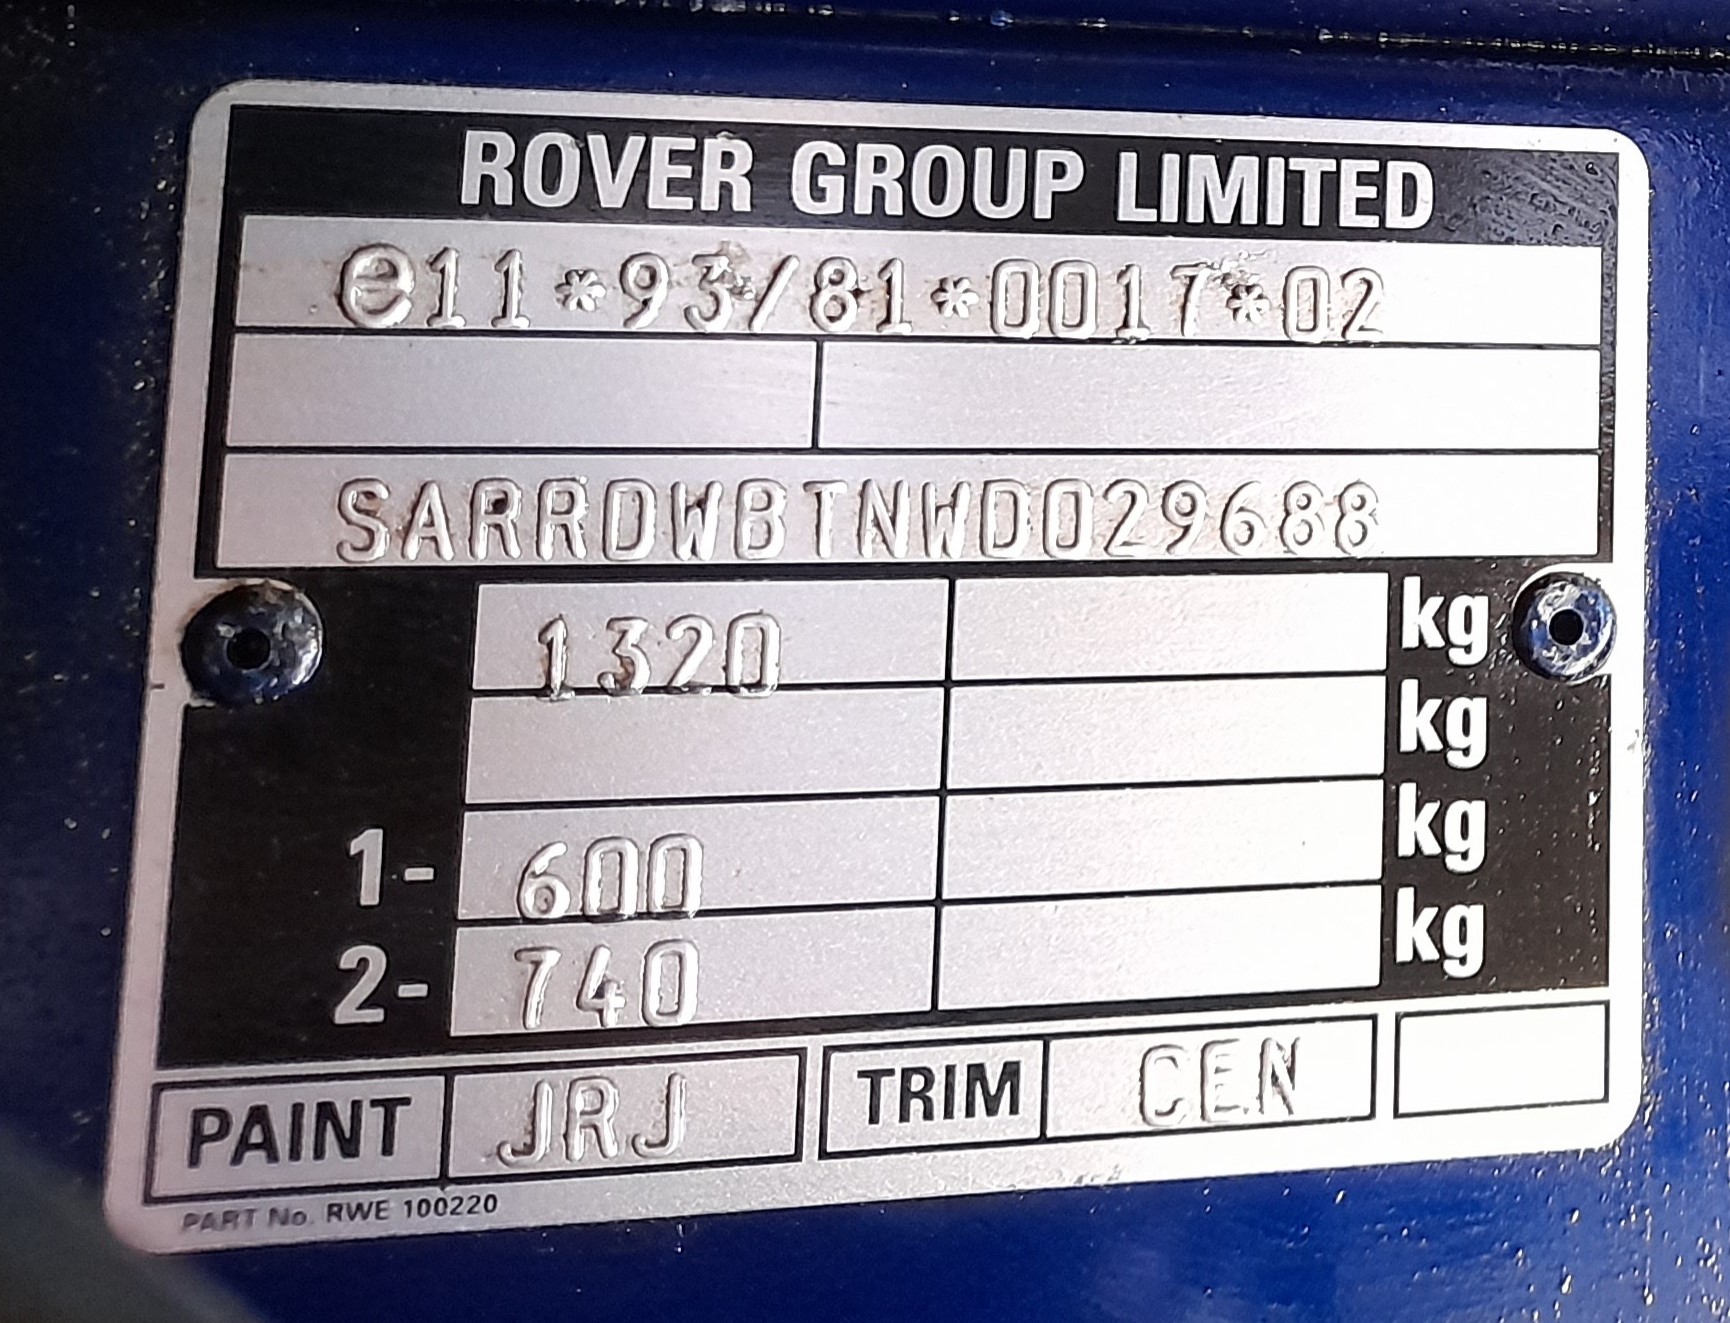 ROVER GROUP LIMITED
e11*93/81*0017*02
SARRDWBTNWD029688
1320 kg
kg
1- 600 kg
2- 740 kg
PAINT JRJ TRIM CEN
PART No. RWE 100220